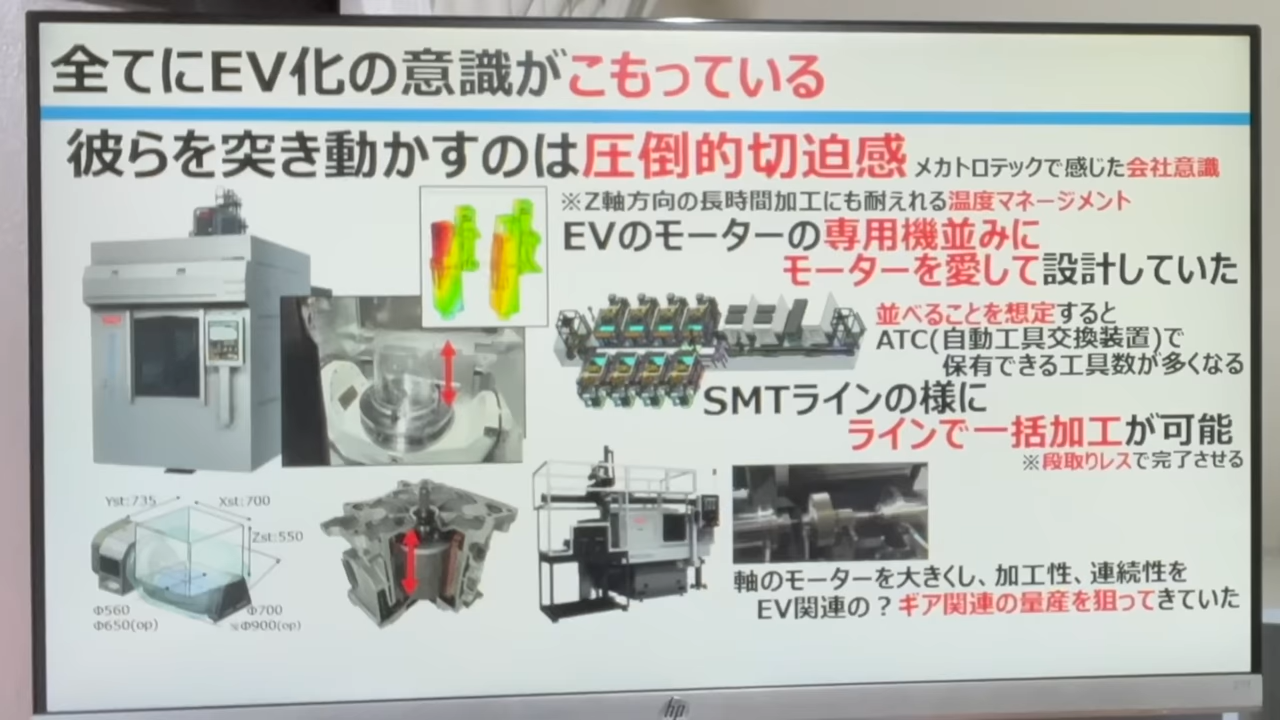 全てにEV化の意識がこもっている
彼らを突き動かすのは圧倒的切迫感 メカトロテックで感じた会社意識
※Z軸方向の長時間加工にも耐えれる温度マネージメント
EVのモーターの専用機並みに
モーターを愛して設計していた
並べることを想定すると
ATC(自動工具交換装置)で
保有できる工具数が多くなる
SMTラインの様に
ラインで一括加工が可能
※段取りレスで完了させる
Yst:735
Xst:700
Zst:550
Φ560
Φ650(op)
Φ700
※Φ900(op)
軸のモーターを大きくし、加工性、連続性を
EV関連の？ギア関連の量産を狙ってきていた
hp